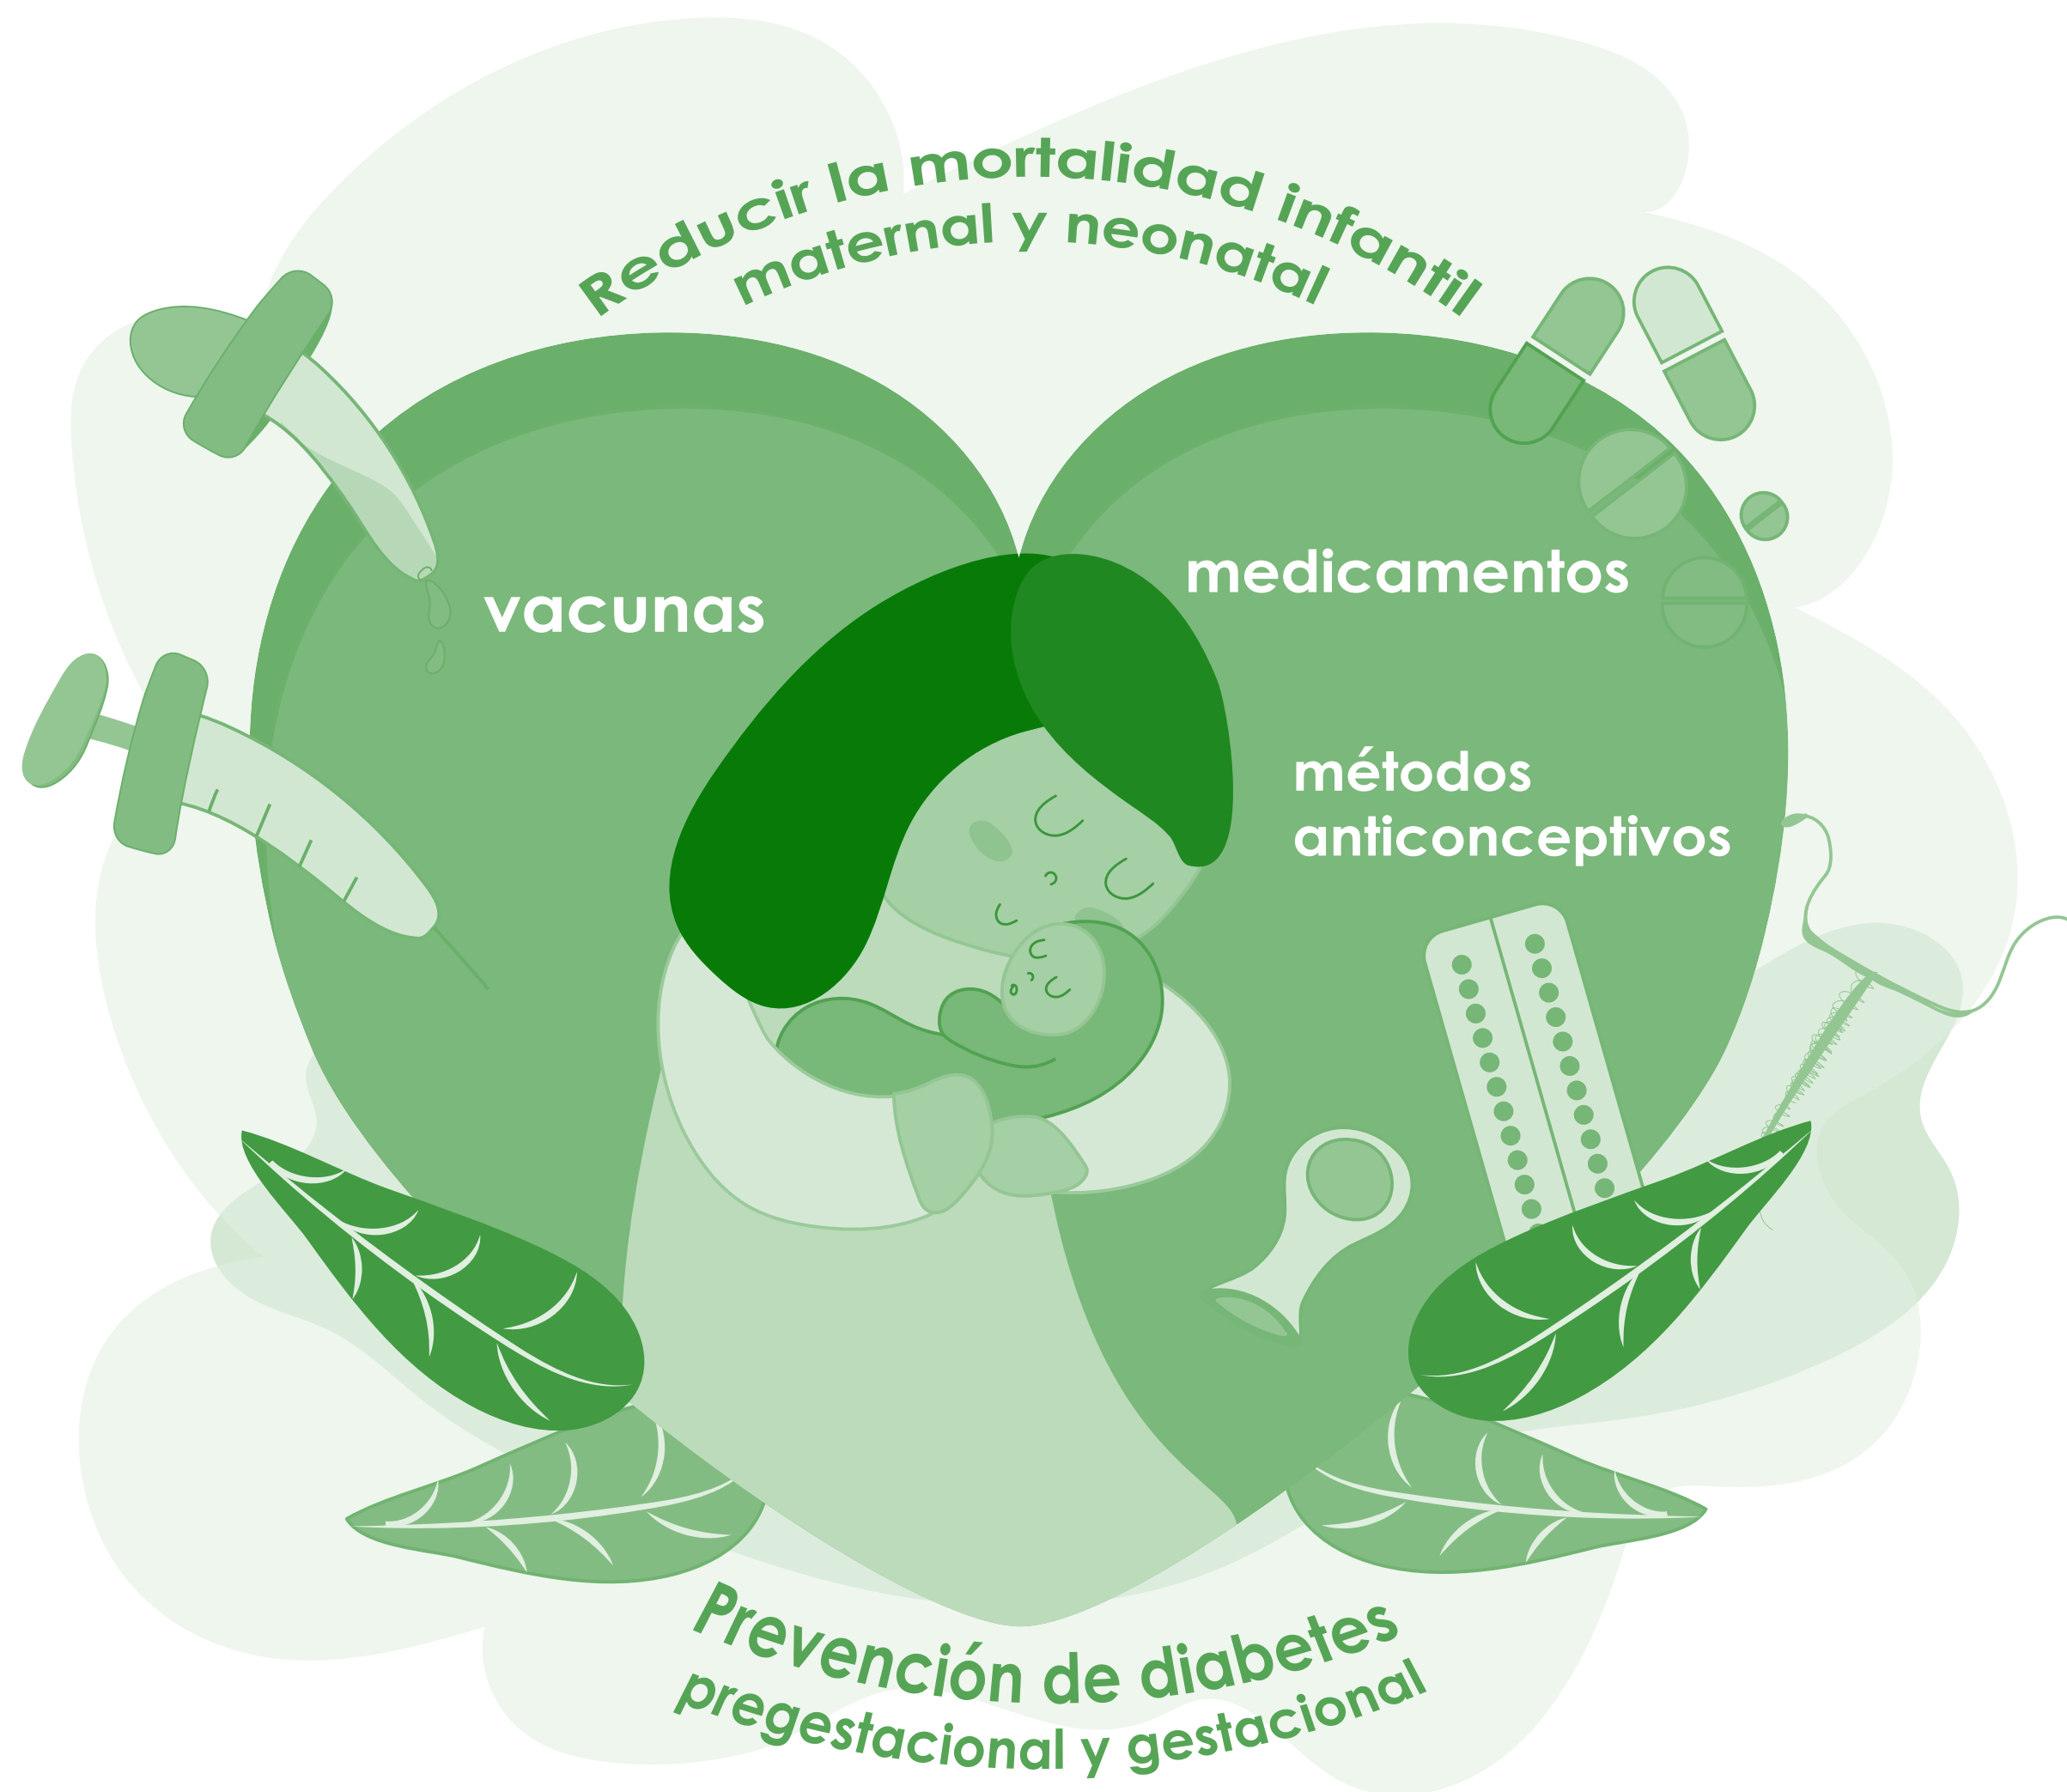 Reducir la mortalidad infantil
maternal y neonatal
vacunas
medicamentos
métodos
anticonceptivos
Prevención de diabetes
pregestacional y gestacional